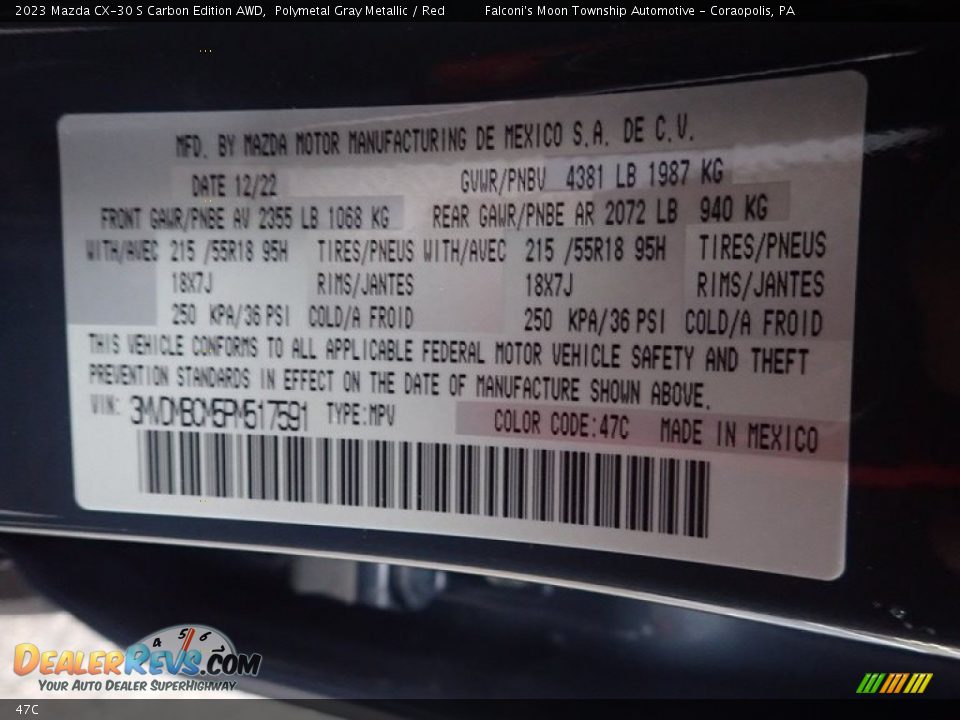 2023 Mazda CX-30 S Carbon Edition AWD, Polymetal Gray Metallic / Red Falconi's Moon Township Automotive - Coraopolis, PA
MFD. BY MAZDA MOTOR MANUFACTURING DE MEXICO S.A. DE C.V.
DATE 12/22 GVWR/PNBV 4381 LB 1987 KG
FRONT GAWR/PNBE AV 2355 LB 1068 KG REAR GAWR/PNBE AR 2072 LB 940 KG
WITH/AVEC 215 /55R18 95H TIRES/PNEUS WITH/AVEC 215 /55R18 95H TIRES/PNEUS
18X7J RIMS/JANTES 18X7J RIMS/JANTES
250 KPA/36 PSI COLD/A FROID 250 KPA/36 PSI COLD/A FROID
THIS VEHICLE CONFORMS TO ALL APPLICABLE FEDERAL MOTOR VEHICLE SAFETY AND THEFT
PREVENTION STANDARDS IN EFFECT ON THE DATE OF MANUFACTURE SHOWN ABOVE.
VIN: 3MVDMBCM5PM517591 TYPE:MPV COLOR CODE:47C MADE IN MEXICO
4 5 6
DEALERREVS.COM
YOUR AUTO DEALER SUPERHIGHWAY
47C